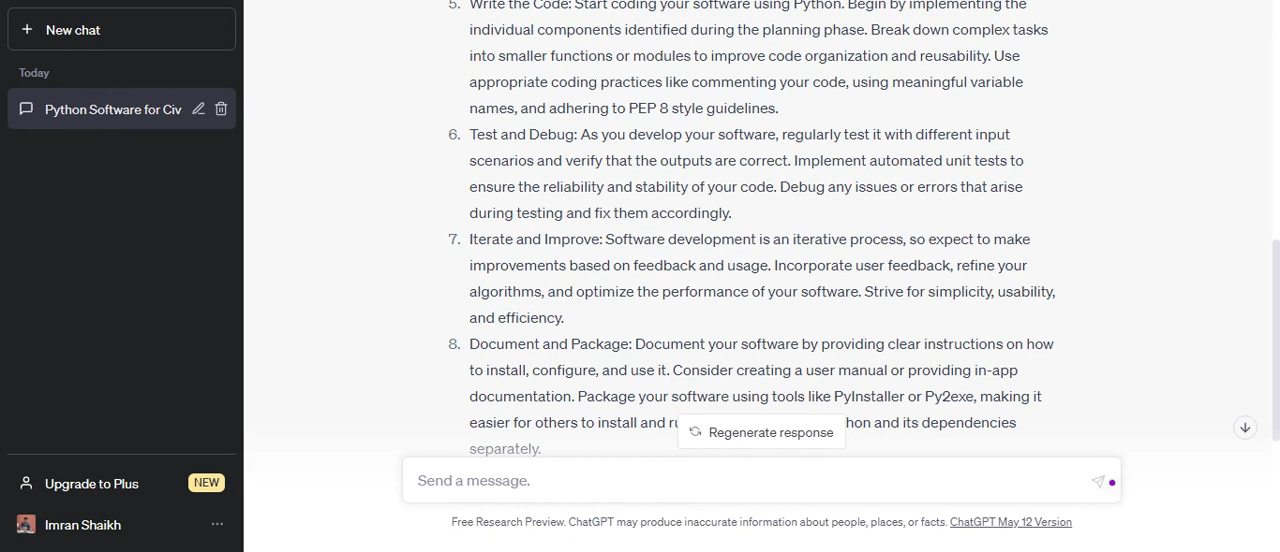 New chat
Today
Python Software for Civ
Upgrade to Plus
NEW
Imran Shaikh
5. Write the Code: Start coding your software using Python. Begin by implementing the
individual components identified during the planning phase. Break down complex tasks
into smaller functions or modules to improve code organization and reusability. Use
appropriate coding practices like commenting your code, using meaningful variable
names, and adhering to PEP 8 style guidelines.
6. Test and Debug: As you develop your software, regularly test it with different input
scenarios and verify that the outputs are correct. Implement automated unit tests to
ensure the reliability and stability of your code. Debug any issues or errors that arise
during testing and fix them accordingly.
7. Iterate and Improve: Software development is an iterative process, so expect to make
improvements based on feedback and usage. Incorporate user feedback, refine your
algorithms, and optimize the performance of your software. Strive for simplicity, usability,
and efficiency.
8. Document and Package: Document your software by providing clear instructions on how
to install, configure, and use it. Consider creating a user manual or providing in-app
documentation. Package your software using tools like PyInstaller or Py2exe, making it
easier for others to install and and its dependencies
Regenerate response
separately.
Send a message.
Free Research Preview. ChatGPT may produce inaccurate information about people, places, or facts. ChatGPT May 12 Version